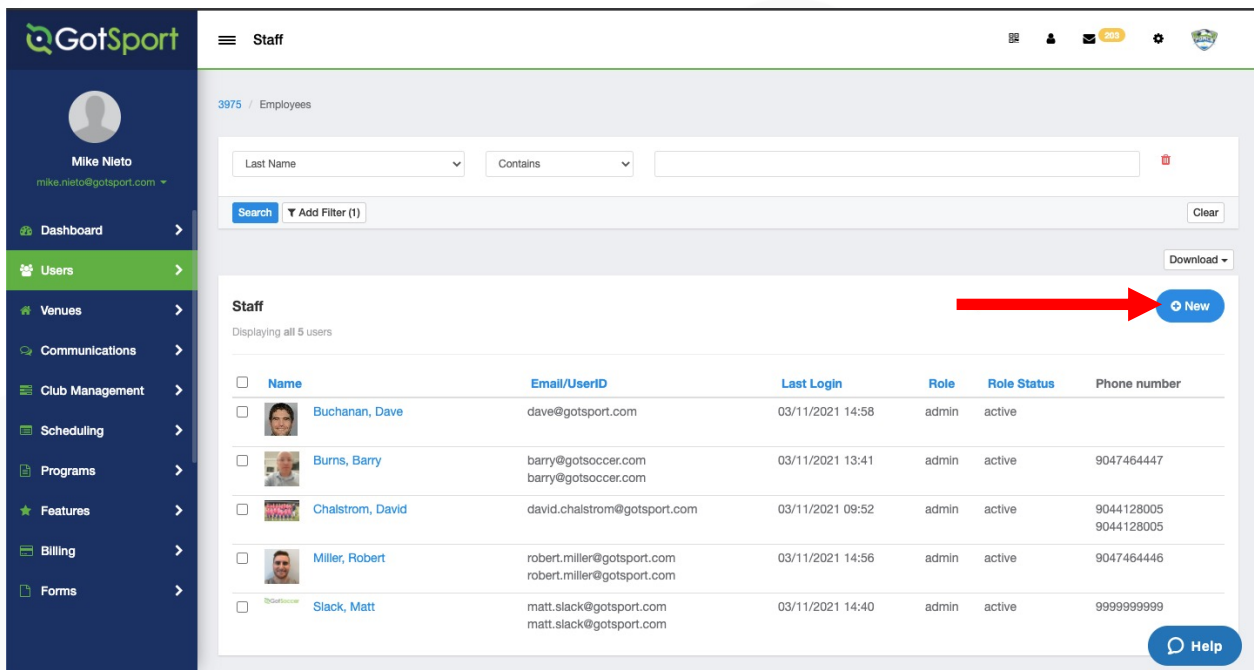 GotSport
Staff
203
Mike Nieto
mike.nieto@gotsport.com
Dashboard
Users
Venues
Communications
Club Management
Scheduling
Programs
Features
Billing
Forms
3975 / Employees
Last Name Contains
Search Add Filter (1) Clear
Download
Staff
New
Displaying all 5 users
Name Email/UserID Last Login Role Role Status Phone number
Buchanan, Dave dave@gotsport.com 03/11/2021 14:58 admin active
Burns, Barry barry@gotsoccer.com 03/11/2021 13:41 admin active 9047464447
barry@gotsoccer.com
Chalstrom, David david.chalstrom@gotsport.com 03/11/2021 09:52 admin active 9044128005
9044128005
Miller, Robert robert.miller@gotsport.com 03/11/2021 14:56 admin active 9047464446
robert.miller@gotsport.com
GotSoccer
Slack, Matt matt.slack@gotsport.com 03/11/2021 14:40 admin active 9999999999
matt.slack@gotsport.com
Help